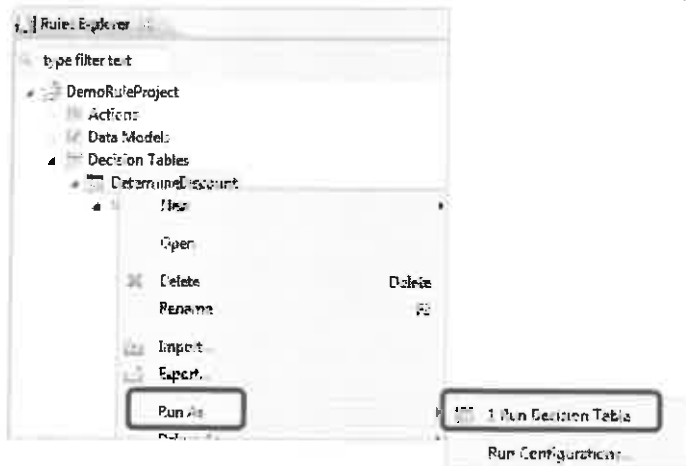 Rules Explorer
type filter text
DemoRuleProject
Actions
Data Models
Decision Tables
DetermineDiscount
New
Open
Delete Delete
Rename F2
Import...
Export...
Run As 1 Run Decision Table
Run Configurations...